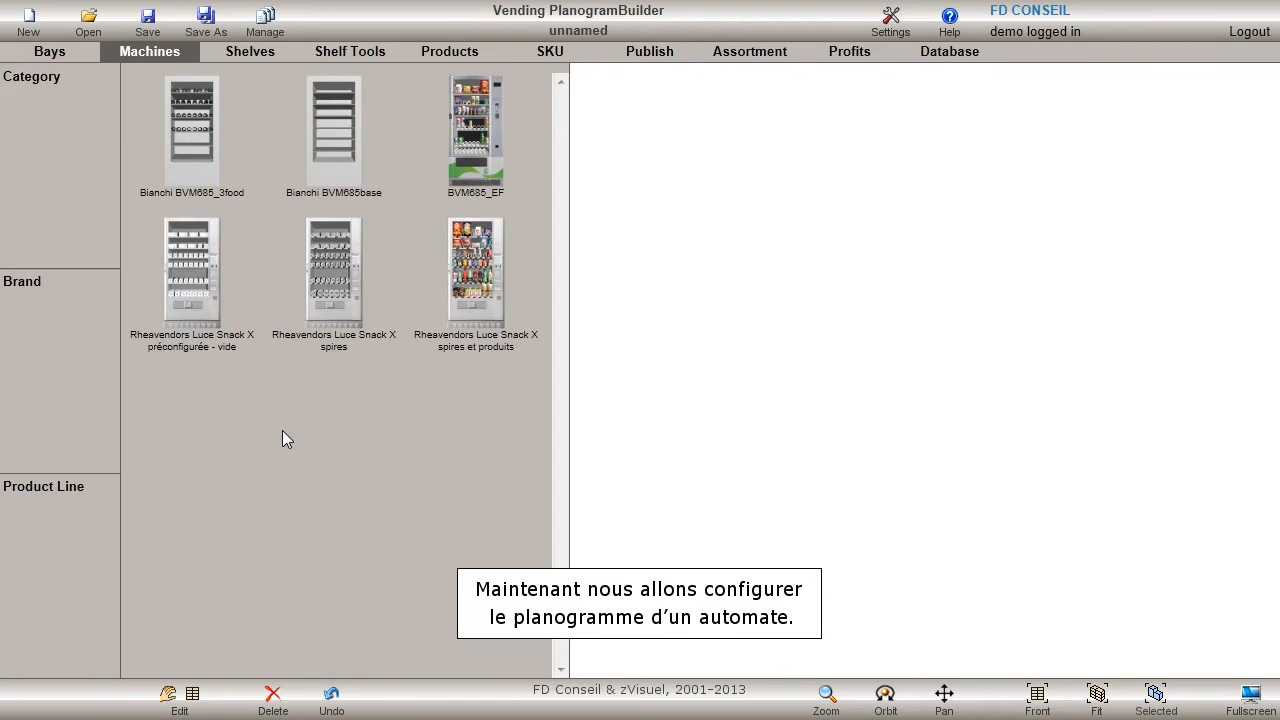 Vending PlanogramBuilder
FD CONSEIL
New
Open
Save
Save As
Manage
unnamed
Settings
Help
demo logged in
Logout
Bays
Machines
Shelves
Shelf Tools
Products
SKU
Publish
Assortment
Profits
Database
Category
Brand
Product Line
Bianchi BVM685_3food
Bianchi BVM685base
BVM685_EF
Rheavendors Luce Snack X
préconfigurée - vide
Rheavendors Luce Snack X
spires
Rheavendors Luce Snack X
spires et produits
Maintenant nous allons configurer
le planogramme d’un automate.
Edit
Delete
Undo
FD Conseil & zVisuel, 2001-2013
Zoom
Orbit
Pan
Front
Fit
Selected
Fullscreen